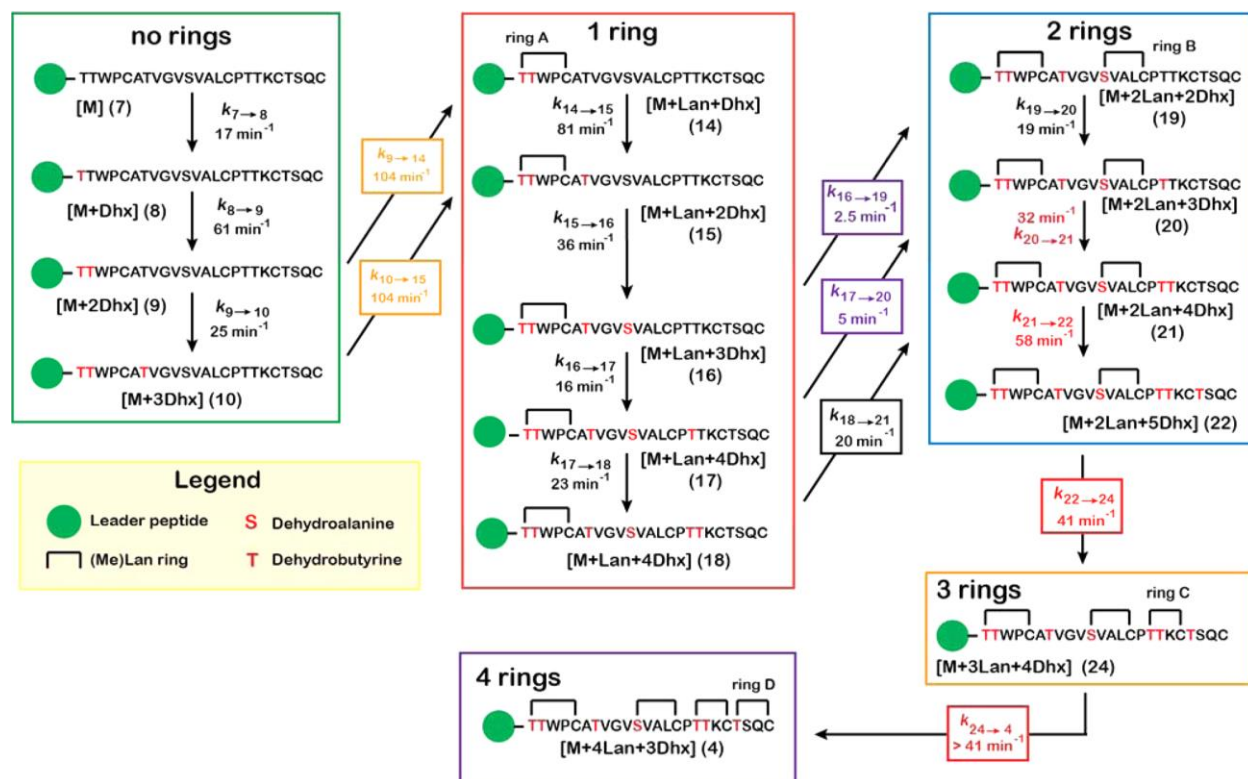 no rings
TTWPCATVGVSVALCPTTKCTSQC
[M] (7)
k7→8
17 min-1
TTWPCATVGVSVALCPTTKCTSQC
[M+Dhx] (8)
k8→9
61 min-1
TTWPCATVGVSVALCPTTKCTSQC
[M+2Dhx] (9)
k9→10
25 min-1
TTWPCATVGVSVALCPTTKCTSQC
[M+3Dhx] (10)
k9→14
104 min-1
k10→15
104 min-1
1 ring
ring A
TTWPCATVGVSVALCPTTKCTSQC
k14→15
81 min-1
[M+Lan+Dhx]
(14)
TTWPCATVGVSVALCPTTKCTSQC
[M+Lan+2Dhx]
(15)
k15→16
36 min-1
TTWPCATVGVSVALCPTTKCTSQC
[M+Lan+3Dhx]
(16)
k16→17
16 min-1
TTWPCATVGVSVALCPTTKCTSQC
[M+Lan+4Dhx]
(17)
k17→18
23 min-1
TTWPCATVGVSVALCPTTKCTSQC
[M+Lan+4Dhx] (18)
k16→19
2.5 min-1
k17→20
5 min-1
k18→21
20 min-1
2 rings
ring B
TTWPCATVGVSVALCPTTKCTSQC
k19→20
19 min-1
[M+2Lan+2Dhx]
(19)
TTWPCATVGVSVALCPTTKCTSQC
[M+2Lan+3Dhx]
(20)
32 min-1
k20→21
TTWPCATVGVSVALCPTTKCTSQC
[M+2Lan+4Dhx]
(21)
k21→22
58 min-1
TTWPCATVGVSVALCPTTKCTSQC
[M+2Lan+5Dhx] (22)
k22→24
41 min-1
3 rings
ring C
TTWPCATVGVSVALCPTTKCTSQC
[M+3Lan+4Dhx] (24)
k24→4
> 41 min-1
4 rings
ring D
TTWPCATVGVSVALCPTTKCTSQC
[M+4Lan+3Dhx] (4)
Legend
Leader peptide
S Dehydroalanine
(Me)Lan ring
T Dehydrobutyrine